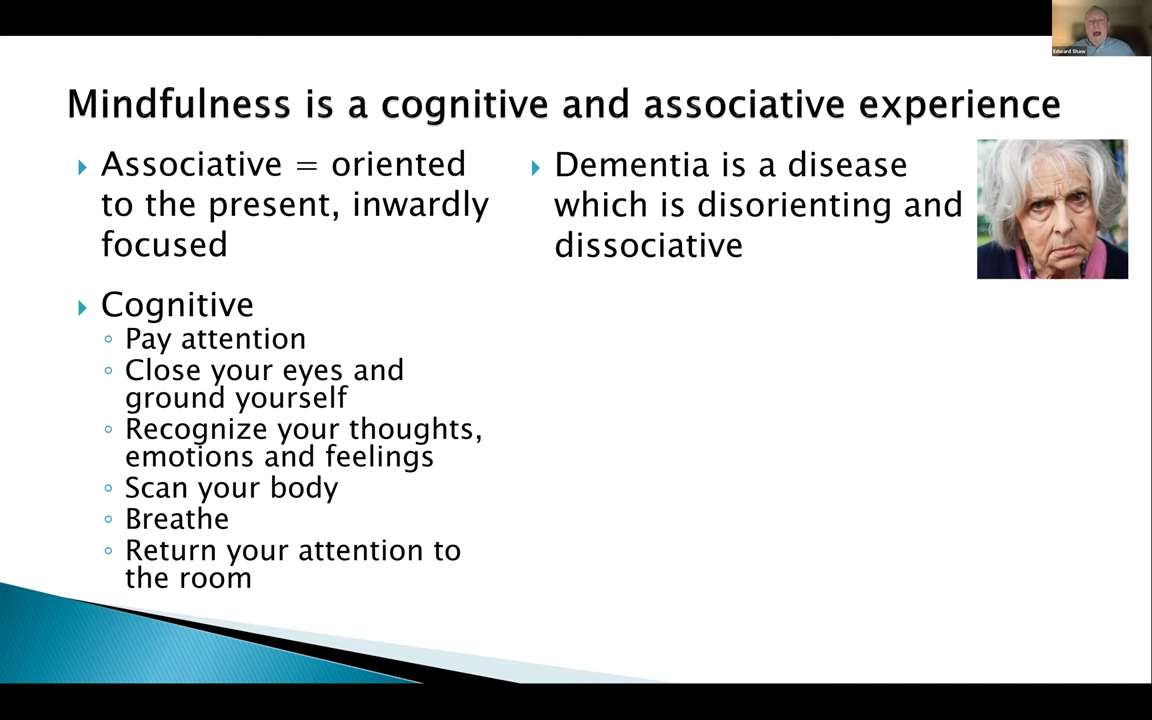 Edward Shaw
Mindfulness is a cognitive and associative experience
Associative = oriented
to the present, inwardly
focused
Cognitive
Pay attention
Close your eyes and
ground yourself
Recognize your thoughts,
emotions and feelings
Scan your body
Breathe
Return your attention to
the room
Dementia is a disease
which is disorienting and
dissociative